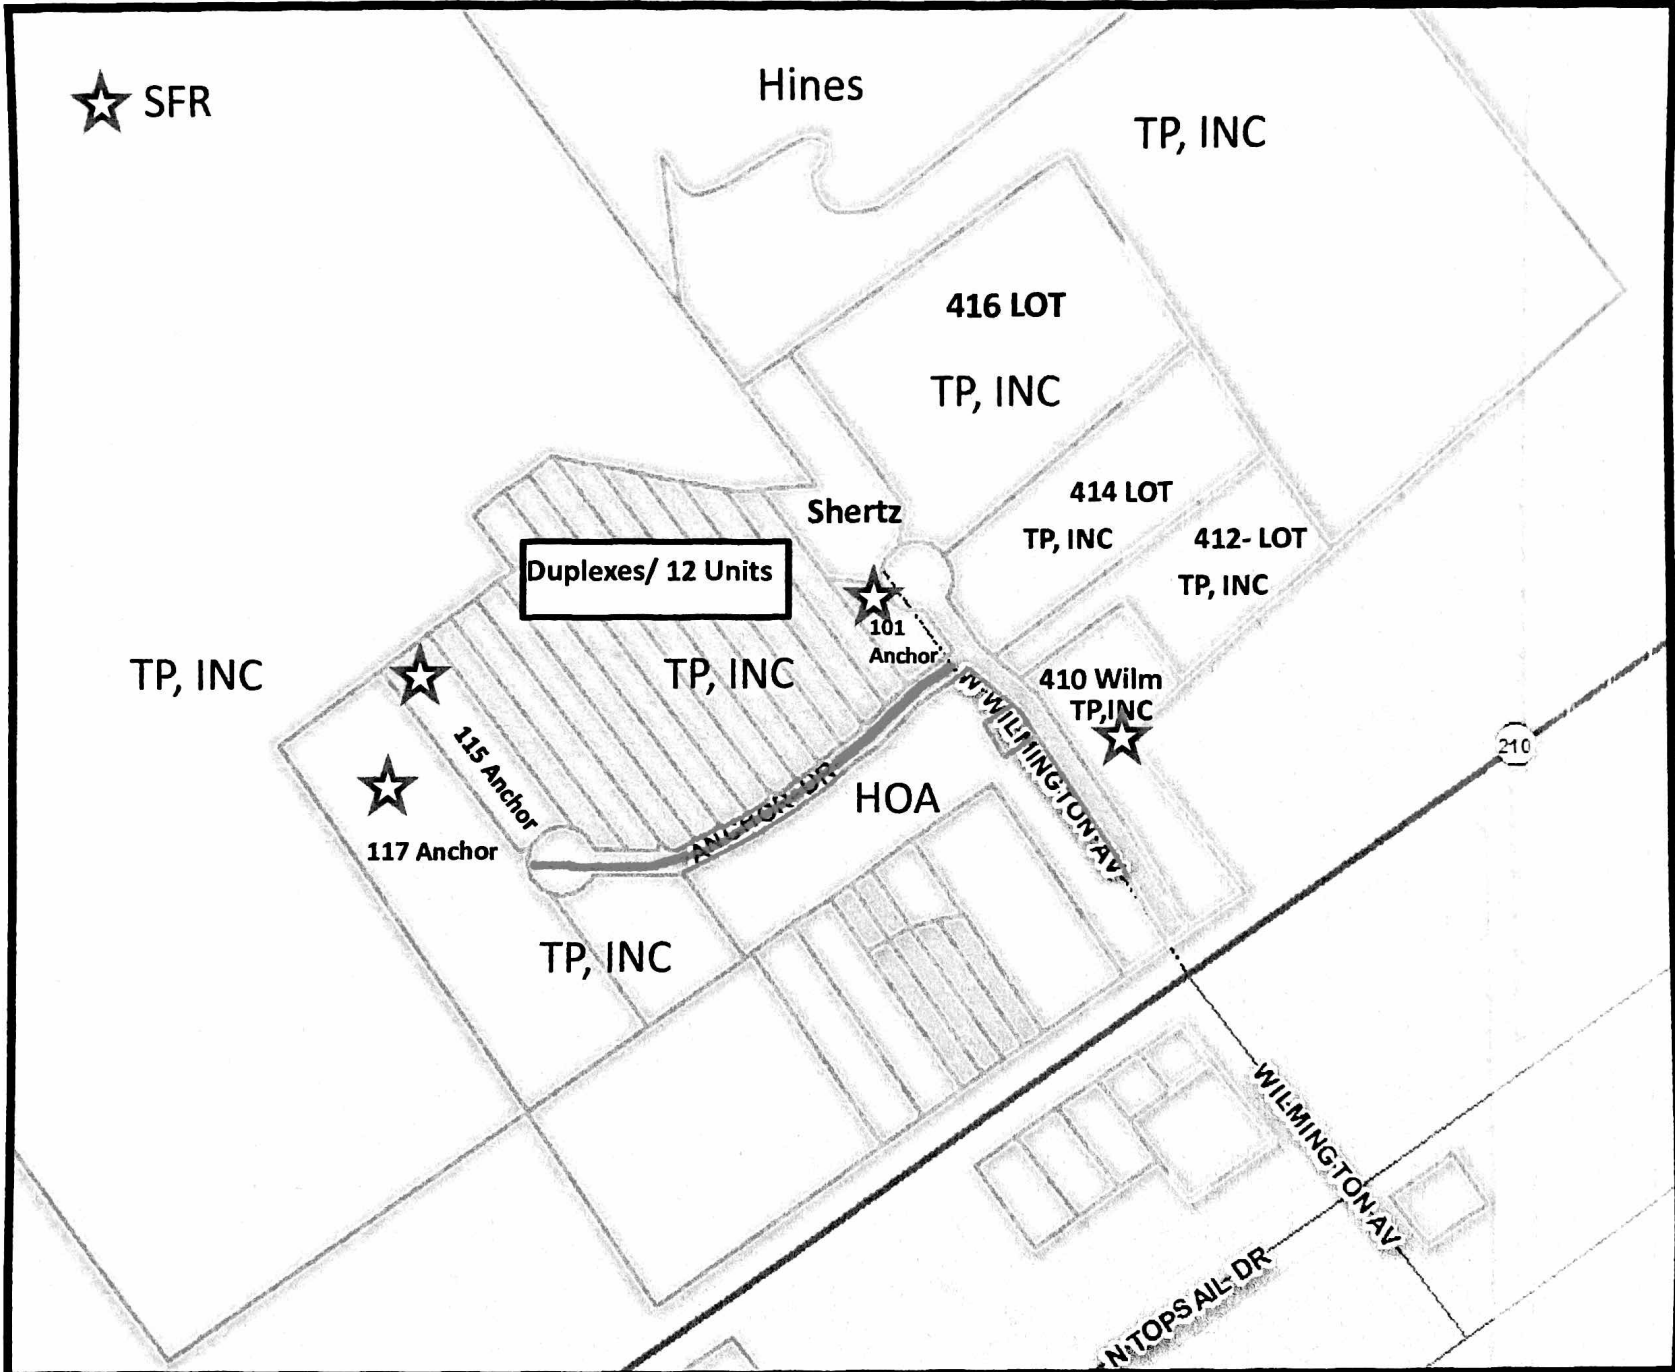 SFR
Hines
TP, INC
416 LOT
TP, INC
414 LOT
TP, INC
412- LOT
TP, INC
Shertz
Duplexes/ 12 Units
101
Anchor
TP, INC
TP, INC
410 Wilm
TP,INC
W WILMINGTON AV
210
115 Anchor
117 Anchor
ANCHOR DR
HOA
TP, INC
WILMINGTON AV
N TOPSAIL DR